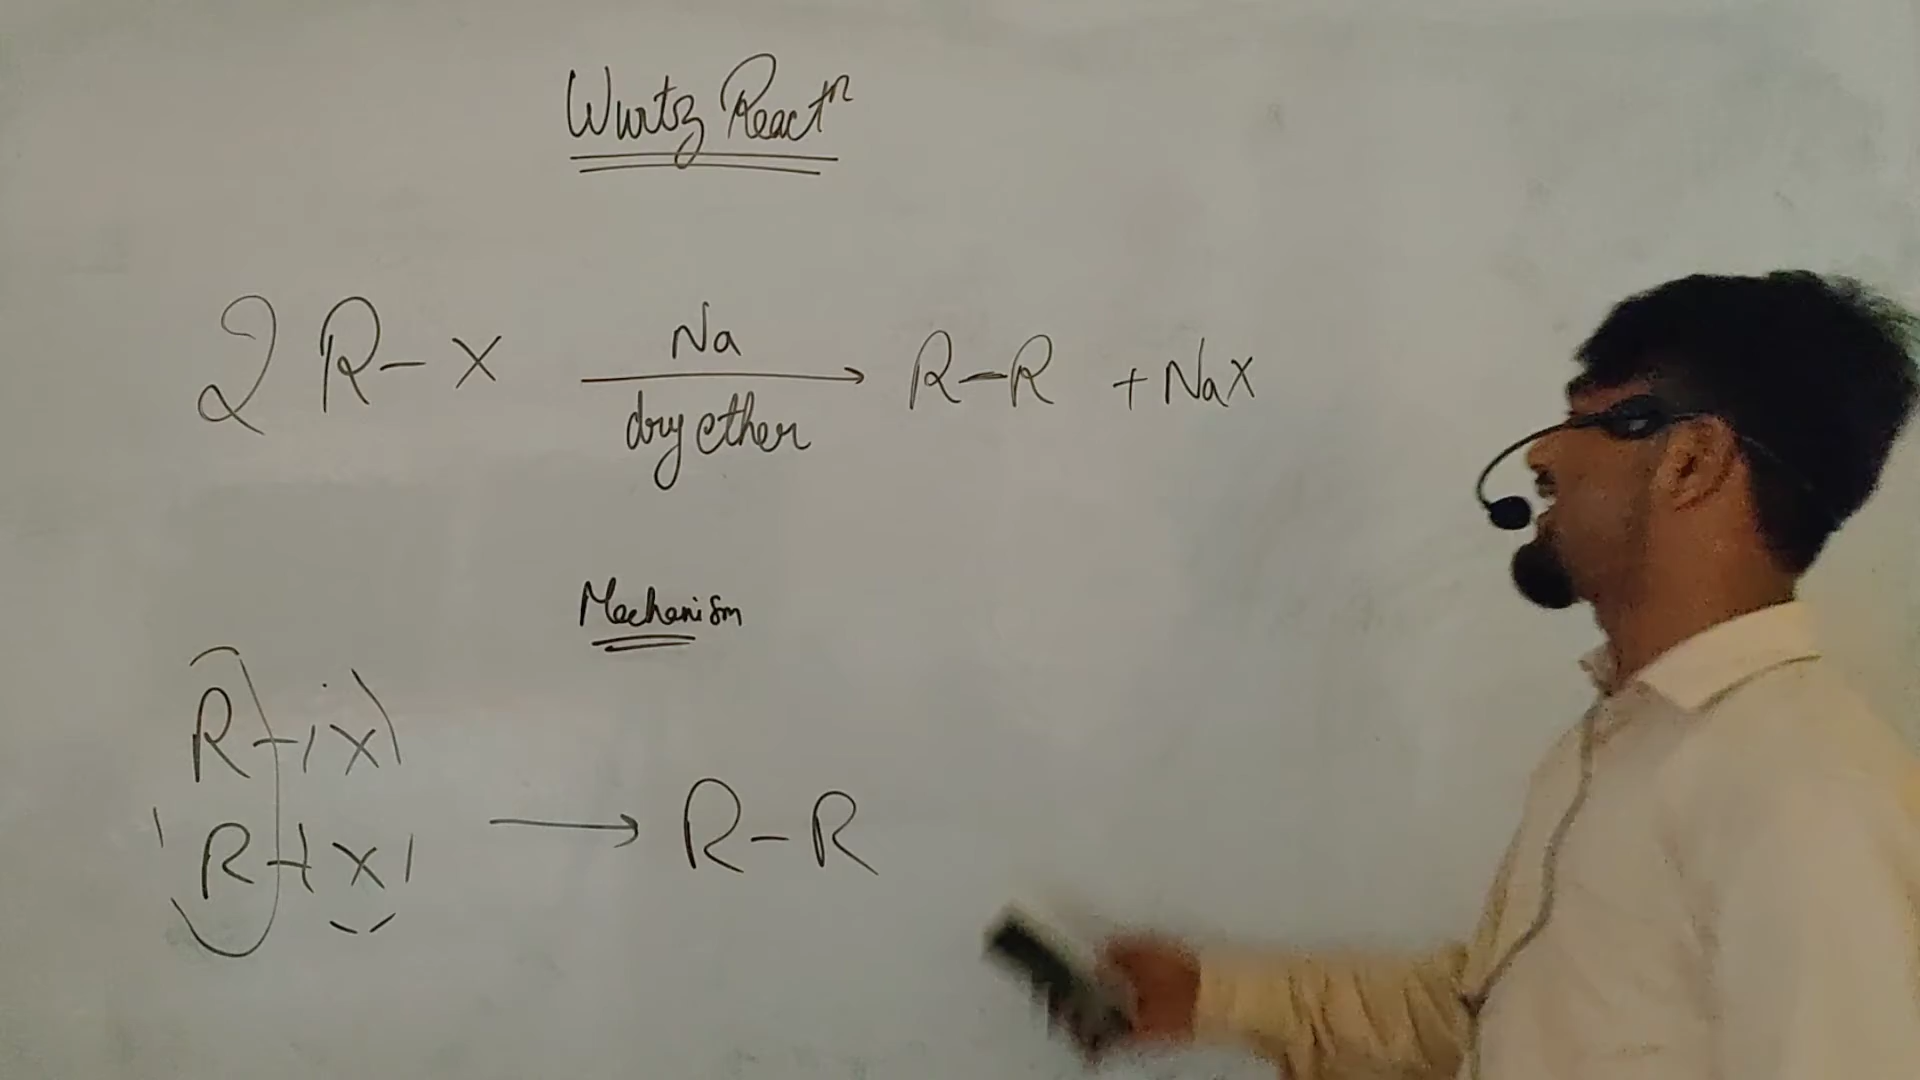 Wurtz Reactⁿ
2 R-X Na dry ether → R-R + NaX
Mechanism
R-X
R-X → R-R